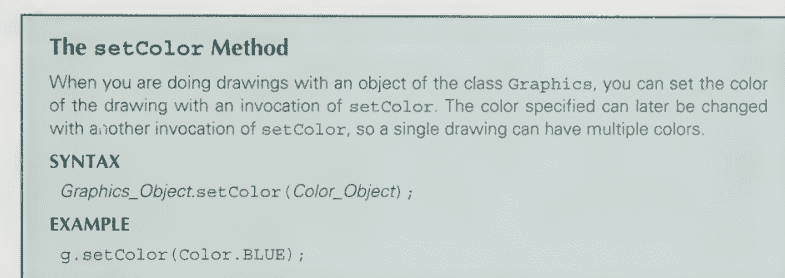 The setColor Method
When you are doing drawings with an object of the class Graphics, you can set the color
of the drawing with an invocation of setColor. The color specified can later be changed
with another invocation of setColor, so a single drawing can have multiple colors.
SYNTAX
Graphics_Object.setColor(Color_Object);
EXAMPLE
g.setColor(Color.BLUE);